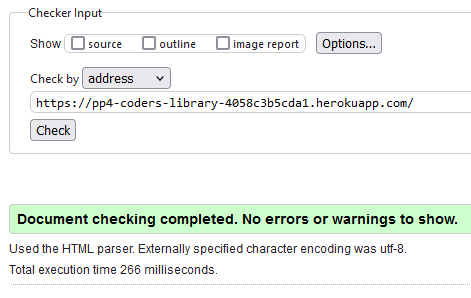 Checker Input
Show source outline image report Options...
Check by address
https://pp4-coders-library-4058c3b5cda1.herokuapp.com/
Check
Document checking completed. No errors or warnings to show.
Used the HTML parser. Externally specified character encoding was utf-8.
Total execution time 266 milliseconds.